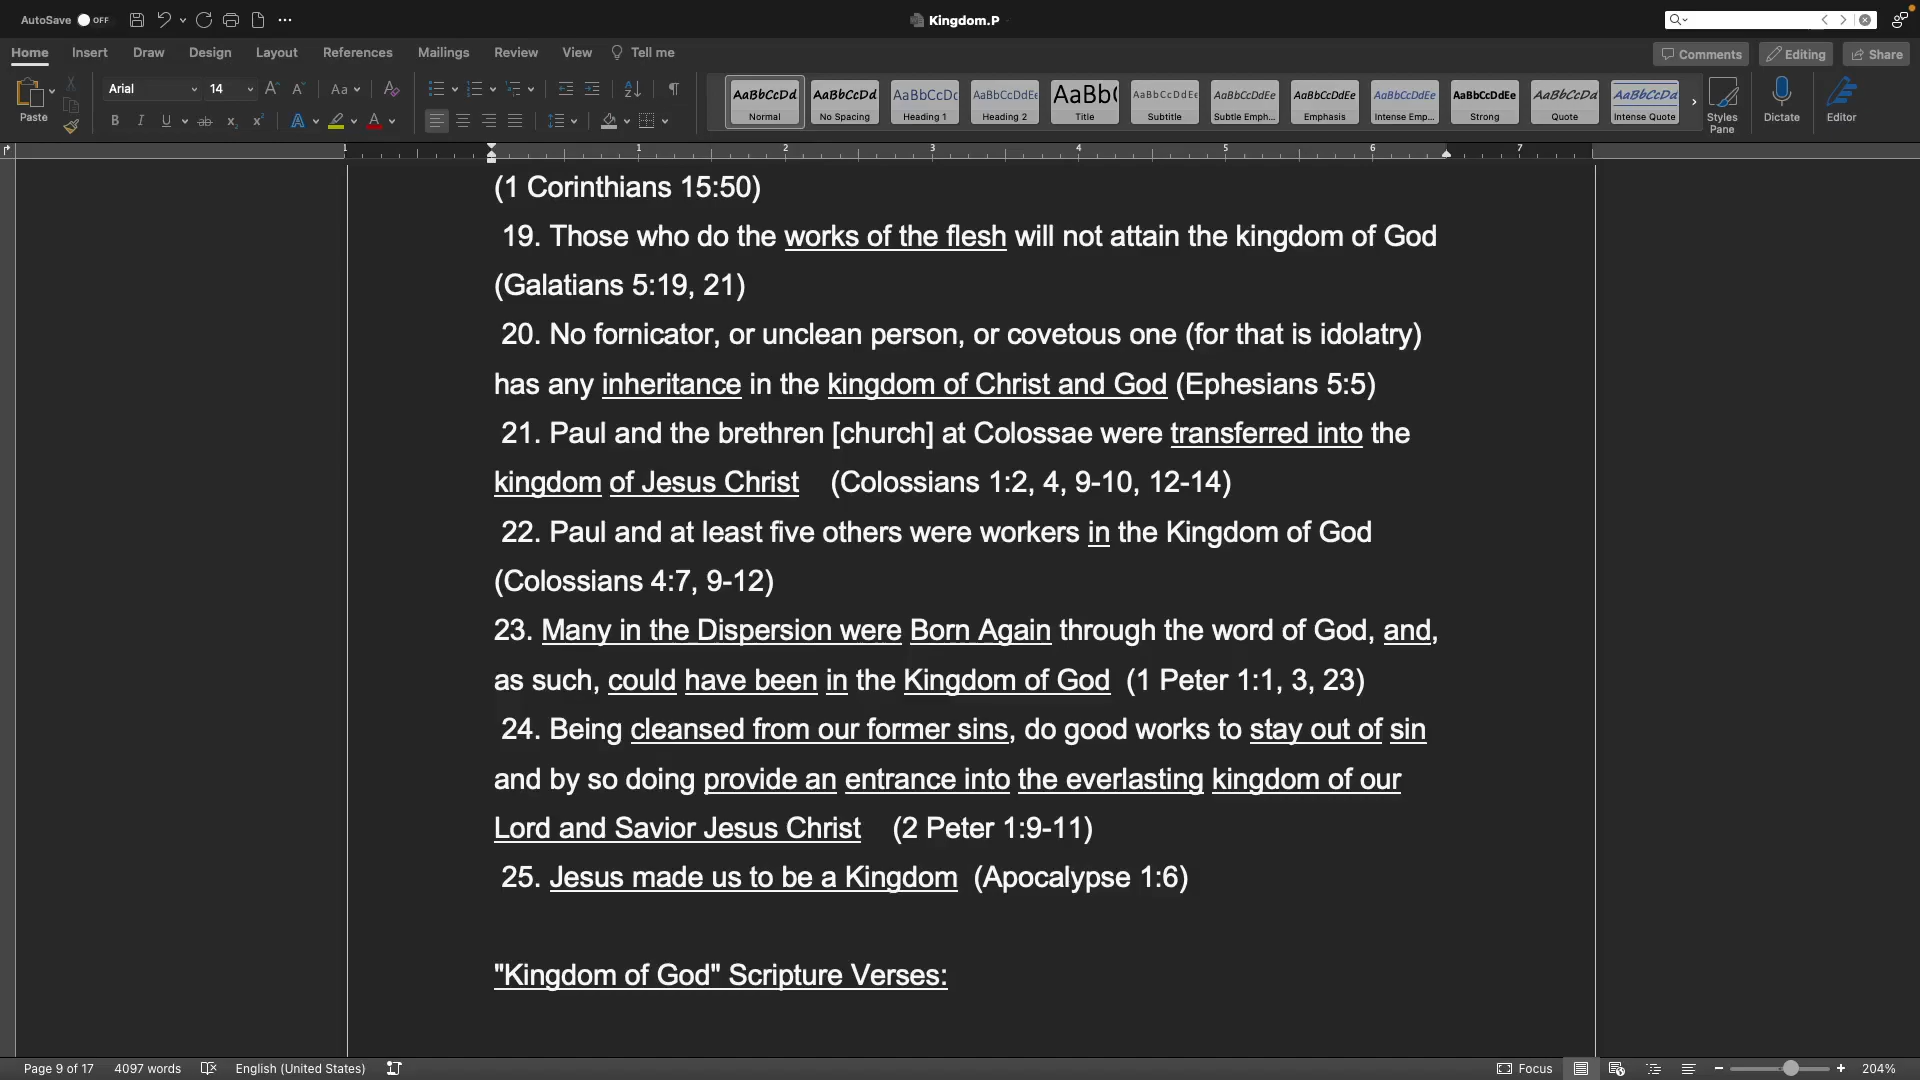 AutoSave OFF
Kingdom.P
Home Insert Draw Design Layout References Mailings Review View Tell me
Comments Editing Share
Paste
Arial 14
Aa
AaBbCcDd AaBbCcDd AaBbCcDc AaBbCcDdEe AaBb( AaBbCcDdEe AaBbCcDdEe AaBbCcDdEe AaBbCcDdEe AaBbCcDdEe AaBbCcDd AaBbCcDd
Normal No Spacing Heading 1 Heading 2 Title Subtitle Subtle Emph... Emphasis Intense Emp... Strong Quote Intense Quote
Styles Pane
Dictate
Editor
1 1 2 3 4 5 6 7
(1 Corinthians 15:50)
19. Those who do the works of the flesh will not attain the kingdom of God
(Galatians 5:19, 21)
20. No fornicator, or unclean person, or covetous one (for that is idolatry)
has any inheritance in the kingdom of Christ and God (Ephesians 5:5)
21. Paul and the brethren [church] at Colossae were transferred into the
kingdom of Jesus Christ (Colossians 1:2, 4, 9-10, 12-14)
22. Paul and at least five others were workers in the Kingdom of God
(Colossians 4:7, 9-12)
23. Many in the Dispersion were Born Again through the word of God, and,
as such, could have been in the Kingdom of God (1 Peter 1:1, 3, 23)
24. Being cleansed from our former sins, do good works to stay out of sin
and by so doing provide an entrance into the everlasting kingdom of our
Lord and Savior Jesus Christ (2 Peter 1:9-11)
25. Jesus made us to be a Kingdom (Apocalypse 1:6)
"Kingdom of God" Scripture Verses:
Page 9 of 17 4097 words English (United States) Focus 204%